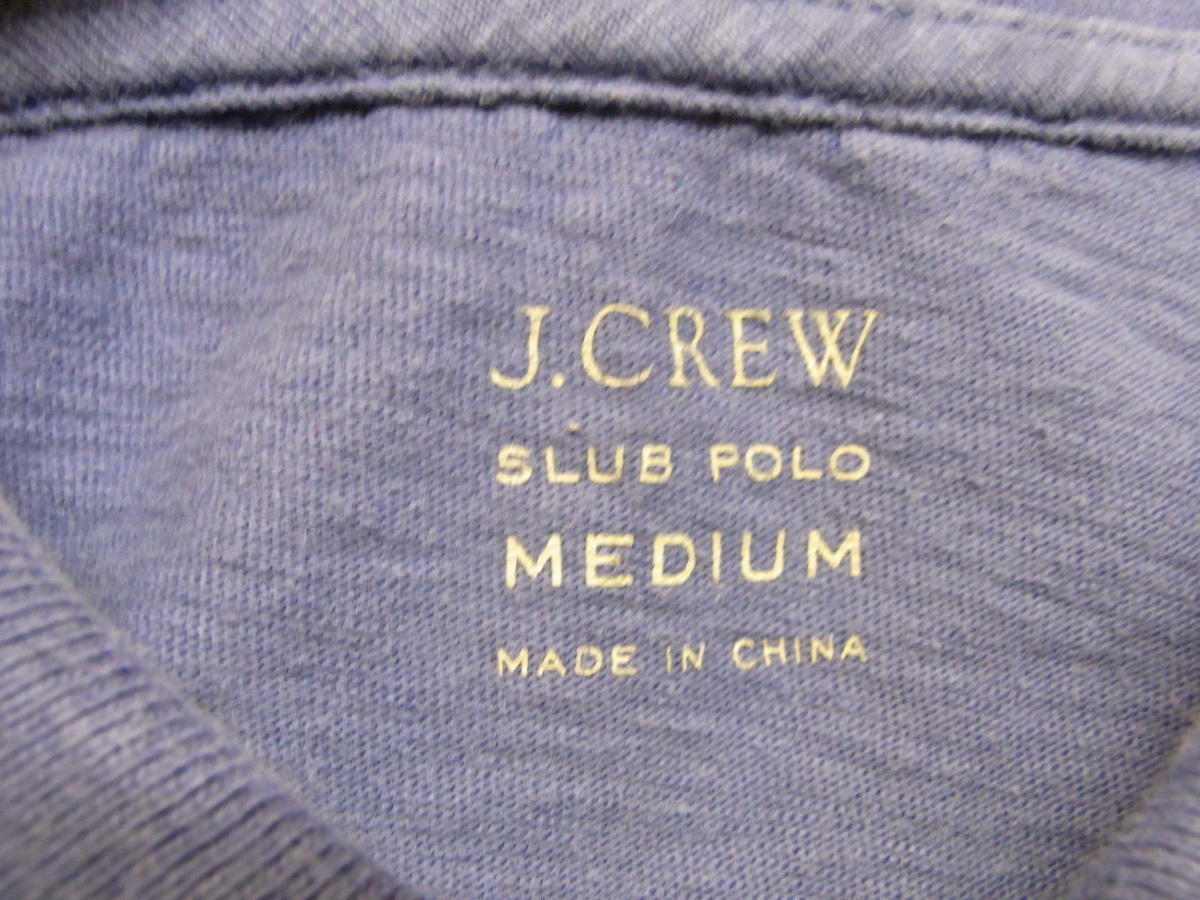 J.CREW
SLUB POLO
MEDIUM
MADE IN CHINA